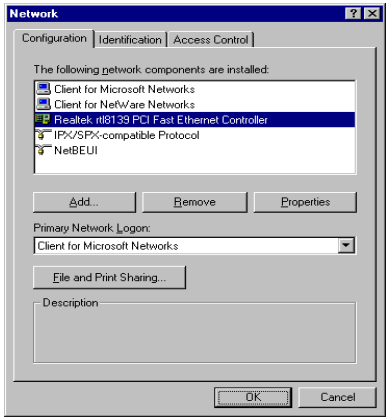 Network
Configuration Identification Access Control
The following network components are installed:
Client for Microsoft Networks
Client for NetWare Networks
Realtek rtl8139 PCI Fast Ethernet Controller
IPX/SPX-compatible Protocol
NetBEUI
Add... Remove Properties
Primary Network Logon:
Client for Microsoft Networks
File and Print Sharing...
Description
OK Cancel